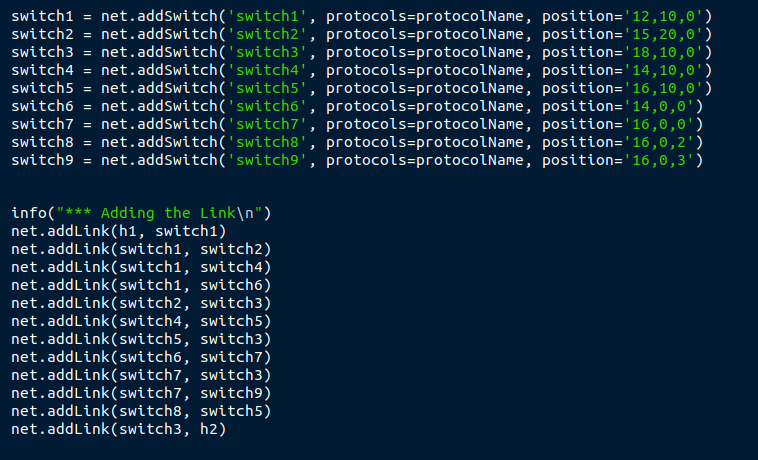 switch1 = net.addSwitch('switch1', protocols=protocolName, position='12,10,0')
switch2 = net.addSwitch('switch2', protocols=protocolName, position='15,20,0')
switch3 = net.addSwitch('switch3', protocols=protocolName, position='18,10,0')
switch4 = net.addSwitch('switch4', protocols=protocolName, position='14,10,0')
switch5 = net.addSwitch('switch5', protocols=protocolName, position='16,10,0')
switch6 = net.addSwitch('switch6', protocols=protocolName, position='14,0,0')
switch7 = net.addSwitch('switch7', protocols=protocolName, position='16,0,0')
switch8 = net.addSwitch('switch8', protocols=protocolName, position='16,0,2')
switch9 = net.addSwitch('switch9', protocols=protocolName, position='16,0,3')
info("*** Adding the Link\n")
net.addLink(h1, switch1)
net.addLink(switch1, switch2)
net.addLink(switch1, switch4)
net.addLink(switch1, switch6)
net.addLink(switch2, switch3)
net.addLink(switch4, switch5)
net.addLink(switch5, switch3)
net.addLink(switch6, switch7)
net.addLink(switch7, switch3)
net.addLink(switch7, switch9)
net.addLink(switch8, switch5)
net.addLink(switch3, h2)